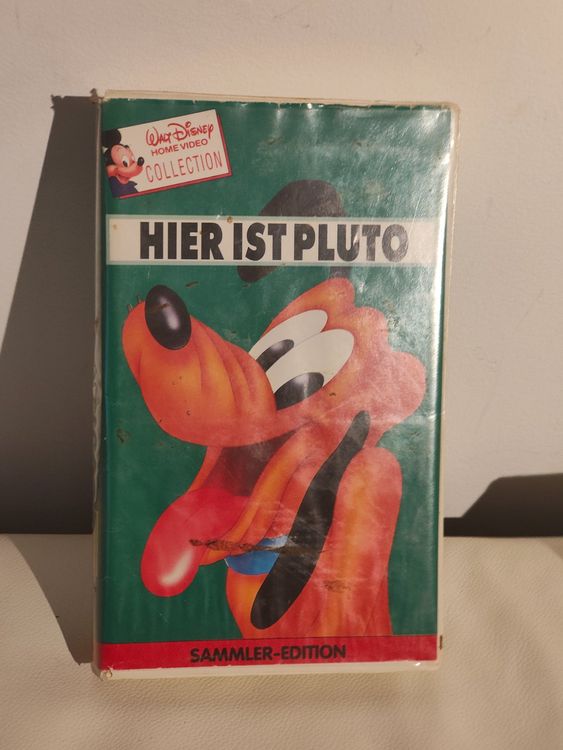 WALT DISNEY
HOME VIDEO
COLLECTION
HIER IST PLUTO
SAMMLER-EDITION